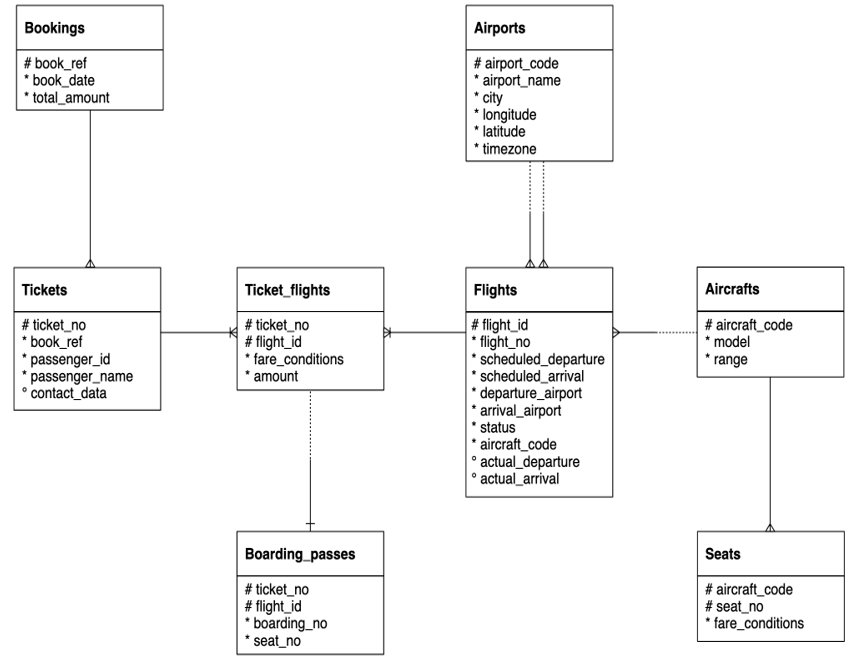 Bookings
# book_ref
* book_date
* total_amount
Airports
# airport_code
* airport_name
* city
* longitude
* latitude
* timezone
Tickets
# ticket_no
* book_ref
* passenger_id
* passenger_name
° contact_data
Ticket_flights
# ticket_no
# flight_id
* fare_conditions
* amount
Flights
# flight_id
* flight_no
* scheduled_departure
* scheduled_arrival
* departure_airport
* arrival_airport
* status
* aircraft_code
° actual_departure
° actual_arrival
Aircrafts
# aircraft_code
* model
* range
Boarding_passes
# ticket_no
# flight_id
* boarding_no
* seat_no
Seats
# aircraft_code
# seat_no
* fare_conditions